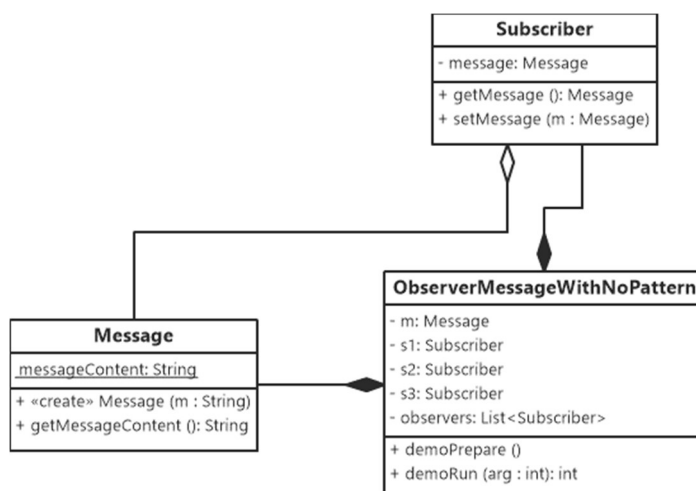 Subscriber
- message: Message
+ getMessage (): Message
+ setMessage (m : Message)
ObserverMessageWithNoPattern
- m: Message
- s1: Subscriber
- s2: Subscriber
- s3: Subscriber
- observers: List<Subscriber>
+ demoPrepare ()
+ demoRun (arg : int): int
Message
messageContent: String
+ «create» Message (m : String)
+ getMessageContent (): String